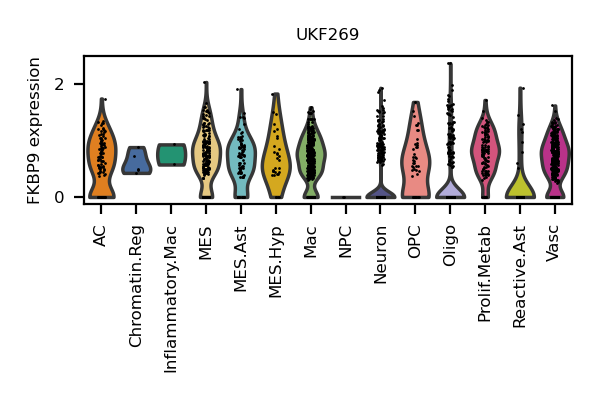 UKF269
FKBP9 expression
2
0
AC
Chromatin.Reg
Inflammatory.Mac
MES
MES.Ast
MES.Hyp
Mac
NPC
Neuron
OPC
Oligo
Prolif.Metab
Reactive.Ast
Vasc